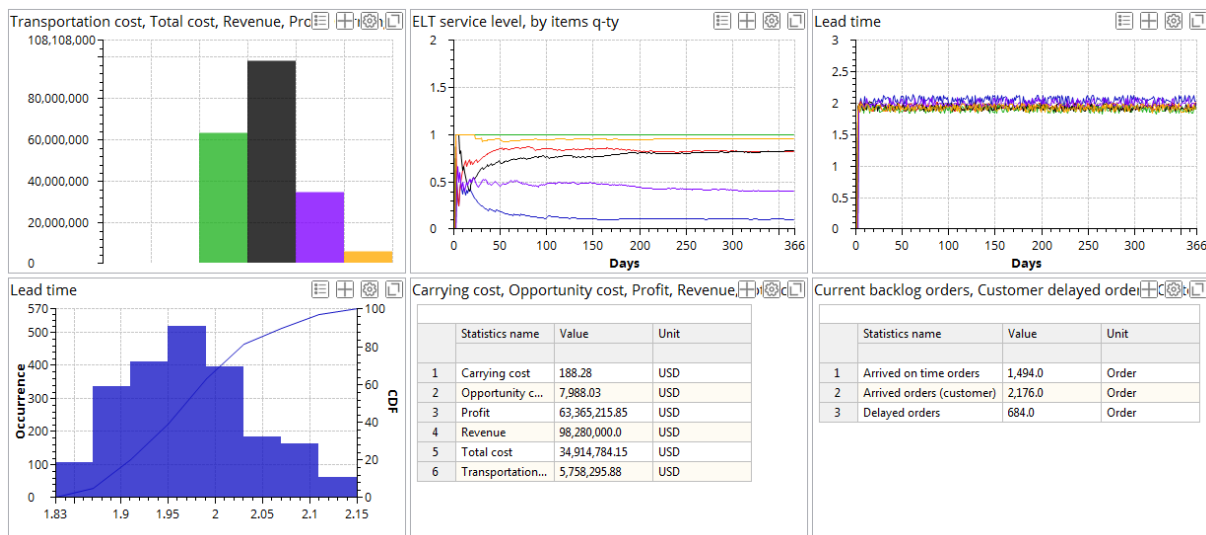 Transportation cost, Total cost, Revenue,
108,108,000
80,000,000
60,000,000
40,000,000
20,000,000
0
ELT service level, by items q-ty
2
1.5
1
0.5
0
0 50 100 150 200 250 300 366
Days
Lead time
3
2.5
2
1.5
1
0.5
0
0 50 100 150 200 250 300 366
Days
Lead time
570
500
400
300
200
100
0
Occurrence
100
80
60
40
20
0
CDF
1.83 1.9 1.95 2 2.05 2.1 2.15
Carrying cost, Opportunity cost, Profit, Revenue,
Statistics name Value Unit
1 Carrying cost 188.28 USD
2 Opportunity c... 7,988.03 USD
3 Profit 63,365,215.85 USD
4 Revenue 98,280,000.0 USD
5 Total cost 34,914,784.15 USD
6 Transportation... 5,758,295.88 USD
Current backlog orders, Customer delayed order
Statistics name Value Unit
1 Arrived on time orders 1,494.0 Order
2 Arrived orders (customer) 2,176.0 Order
3 Delayed orders 684.0 Order